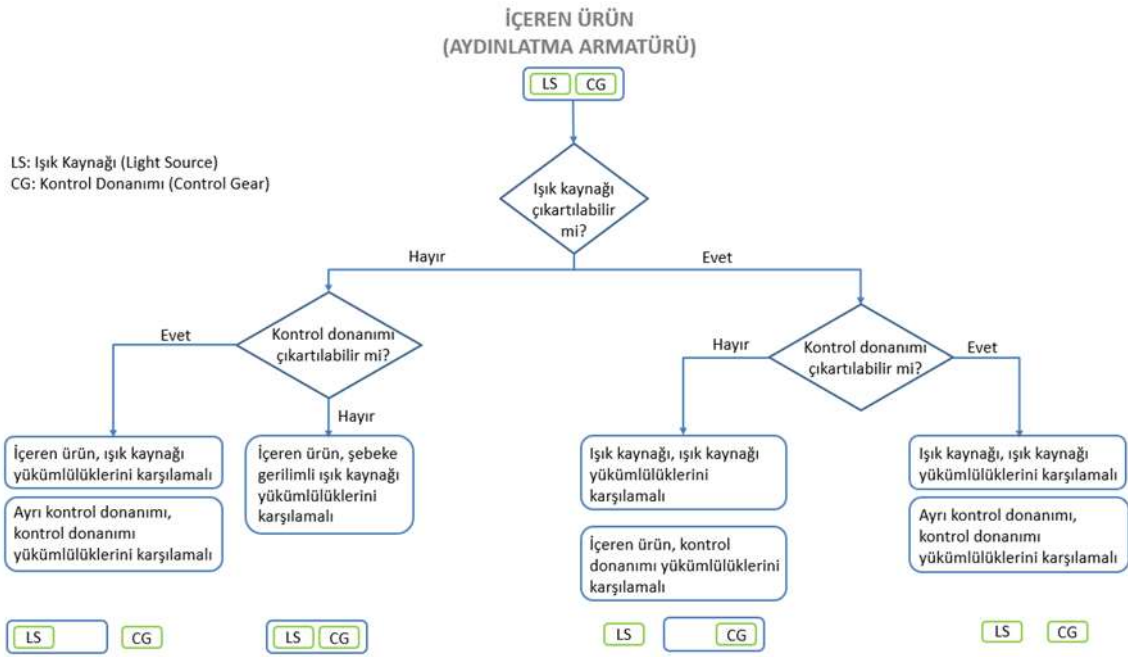 İÇEREN ÜRÜN
(AYDINLATMA ARMATÜRÜ)
LS CG
LS: Işık Kaynağı (Light Source)
CG: Kontrol Donanımı (Control Gear)
Işık kaynağı
çıkartılabilir
mi?
Hayır
Evet
Evet
Kontrol donanımı
çıkartılabilir mi?
Hayır
Hayır
Kontrol donanımı
çıkartılabilir mi?
Evet
İçeren ürün, ışık kaynağı
yükümlülüklerini karşılamalı
Ayrı kontrol donanımı,
kontrol donanımı
yükümlülüklerini karşılamalı
İçeren ürün, şebeke
gerilimli ışık kaynağı
yükümlülüklerini
karşılamalı
Işık kaynağı, ışık kaynağı
yükümlülüklerini
karşılamalı
İçeren ürün, kontrol
donanımı yükümlülüklerini
karşılamalı
Işık kaynağı, ışık kaynağı
yükümlülüklerini karşılamalı
Ayrı kontrol donanımı,
kontrol donanımı
yükümlülüklerini karşılamalı
LS CG
LS CG
LS CG
LS CG